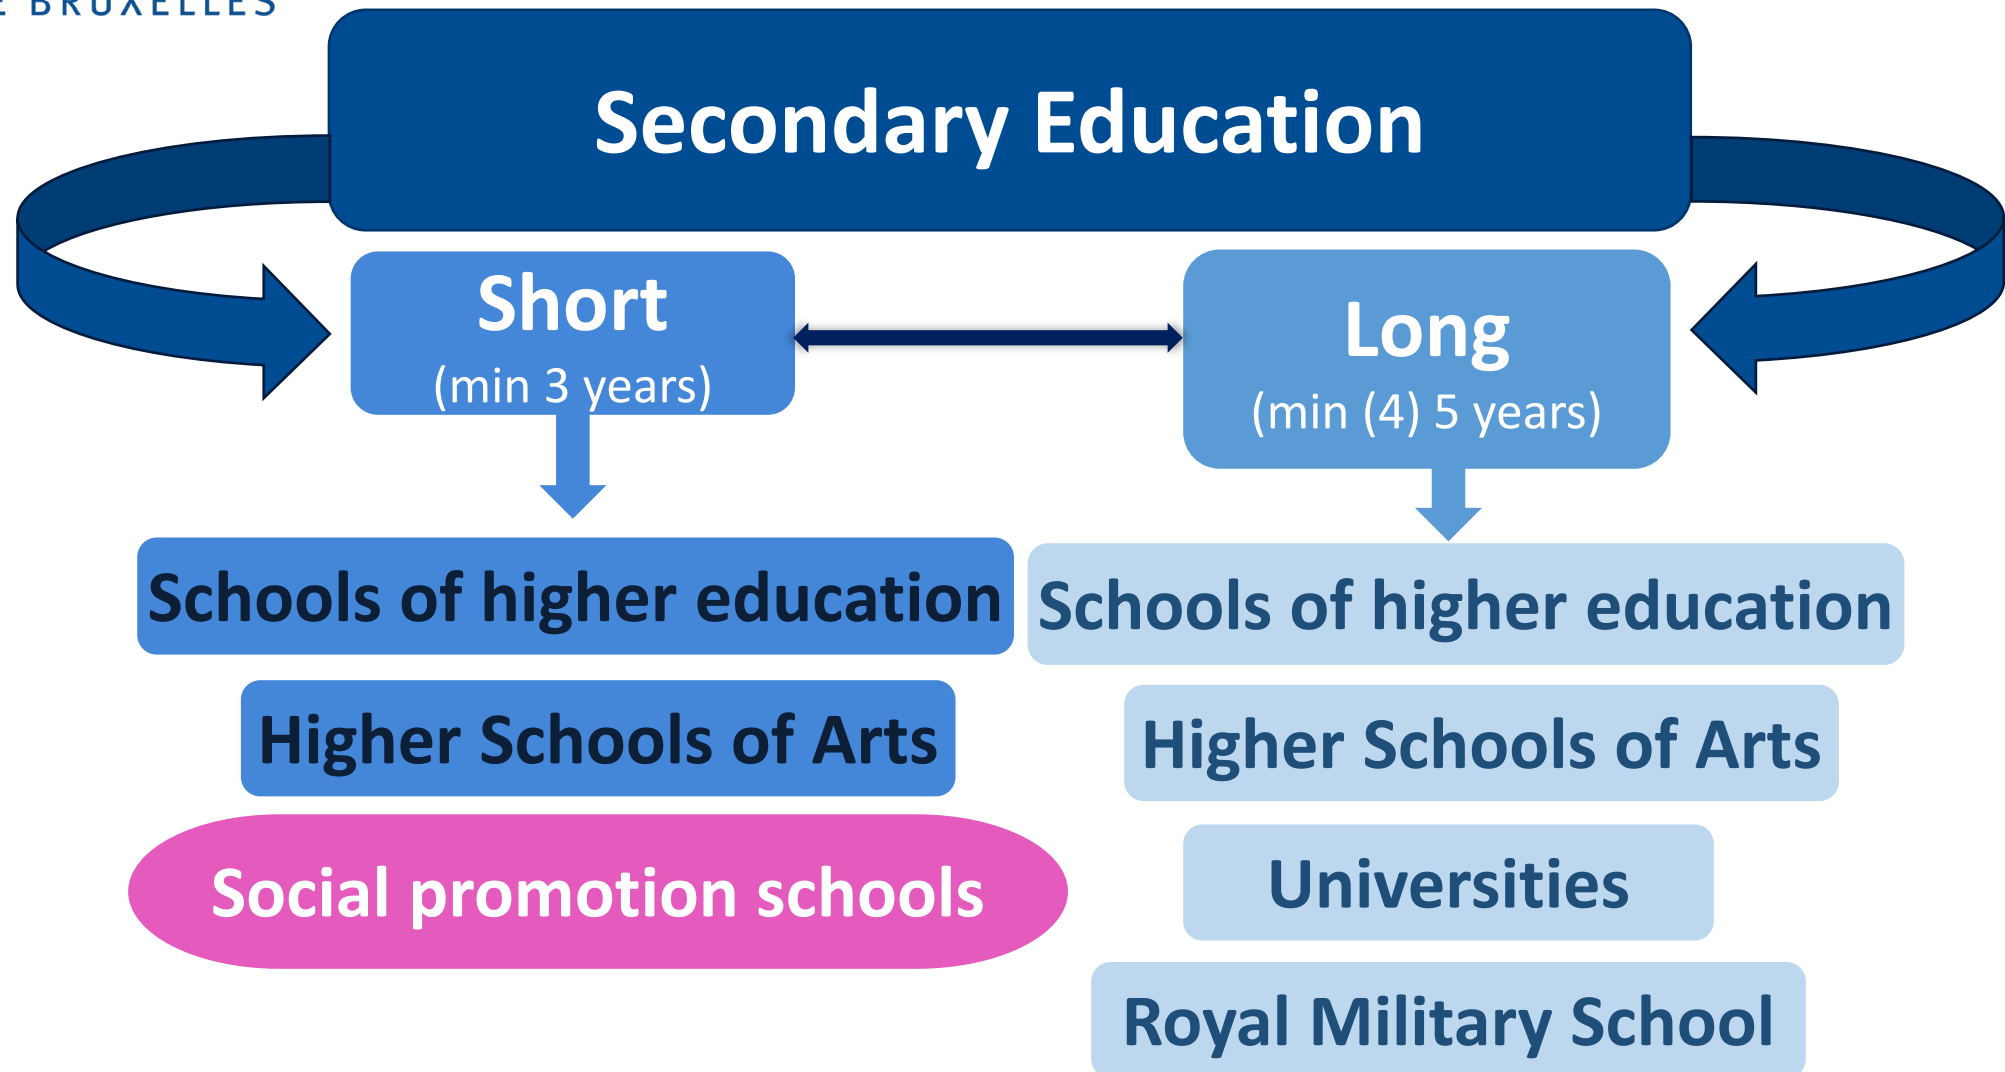 BRUXELLES
Secondary Education
Short
(min 3 years)
Long
(min (4) 5 years)
Schools of higher education
Higher Schools of Arts
Social promotion schools
Schools of higher education
Higher Schools of Arts
Universities
Royal Military School